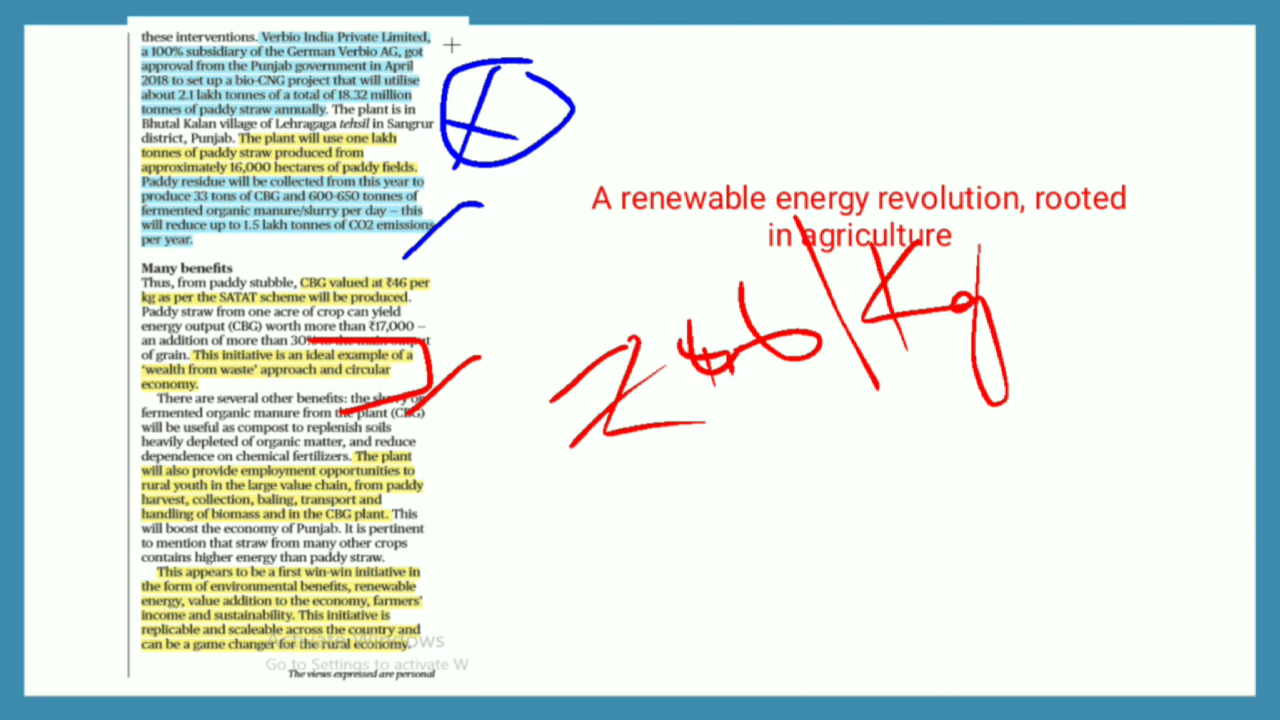 these interventions. Verbio India Private Limited,
a 100% subsidiary of the German Verbio AG, got
approval from the Punjab government in April
2018 to set up a bio-CNG project that will utilise
about 2.1 lakh tonnes of a total of 18.32 million
tonnes of paddy straw annually. The plant is in
Bhutal Kalan village of Lehragaga tehsil in Sangrur
district, Punjab. The plant will use one lakh
tonnes of paddy straw produced from
approximately 16,000 hectares of paddy fields.
Paddy residue will be collected from this year to
produce 33 tons of CBG and 600-650 tonnes of
fermented organic manure/slurry per day — this
will reduce up to 1.5 lakh tonnes of CO2 emissions
per year.
Many benefits
Thus, from paddy stubble, CBG valued at ₹46 per
kg as per the SATAT scheme will be produced.
Paddy straw from one acre of crop can yield
energy output (CBG) worth more than ₹17,000 —
an addition of more than 30% to the main output
of grain. This initiative is an ideal example of a
‘wealth from waste’ approach and circular
economy.
There are several other benefits: the slurry or
fermented organic manure from the plant (CBG)
will be useful as compost to replenish soils
heavily depleted of organic matter, and reduce
dependence on chemical fertilizers. The plant
will also provide employment opportunities to
rural youth in the large value chain, from paddy
harvest, collection, baling, transport and
handling of biomass and in the CBG plant. This
will boost the economy of Punjab. It is pertinent
to mention that straw from many other crops
contains higher energy than paddy straw.
This appears to be a first win-win initiative in
the form of environmental benefits, renewable
energy, value addition to the economy, farmers’
income and sustainability. This initiative is
replicable and scaleable across the country and
can be a game changer for the rural economy.
The views expressed are personal
A renewable energy revolution, rooted
in agriculture
/Kg
Activate Windows
Go to Settings to activate W